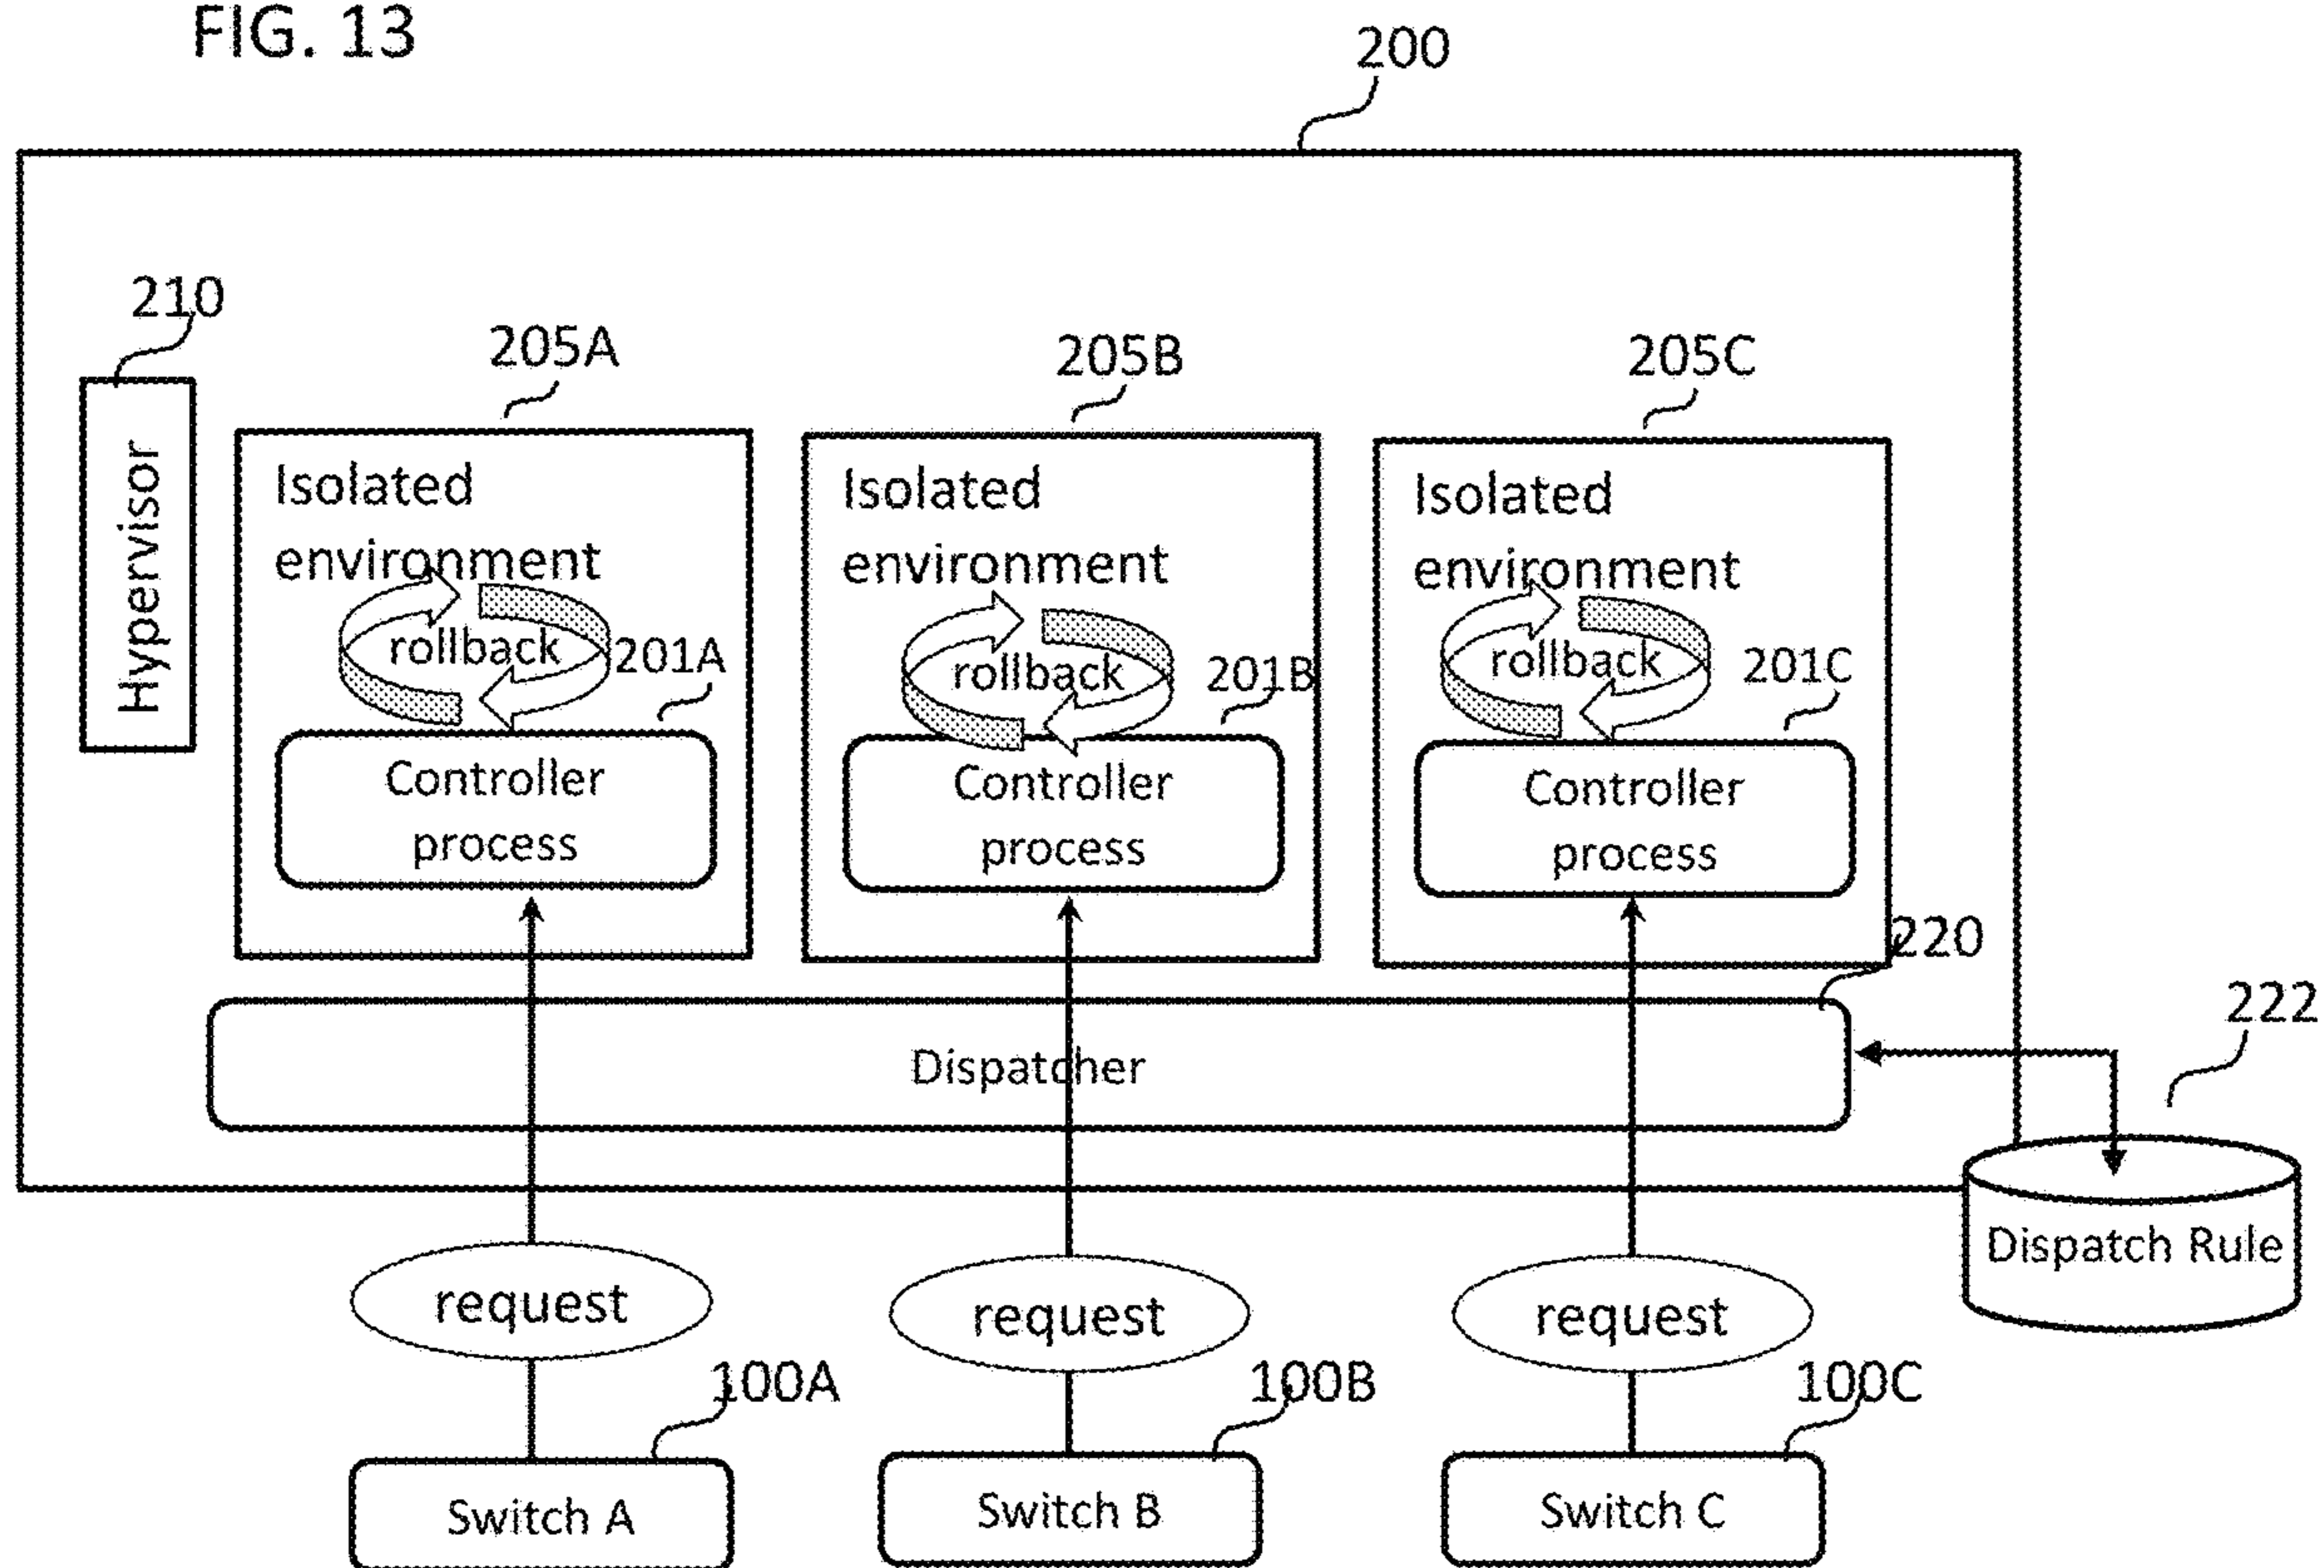 FIG. 13
200
210
205A
205B
205C
Hypervisor
Isolated
environment
rollback
201A
Controller
process
Isolated
environment
rollback
201B
Controller
process
Isolated
environment
rollback
201C
Controller
process
220
222
Dispatcher
Dispatch Rule
request
request
request
100A
100B
100C
Switch A
Switch B
Switch C